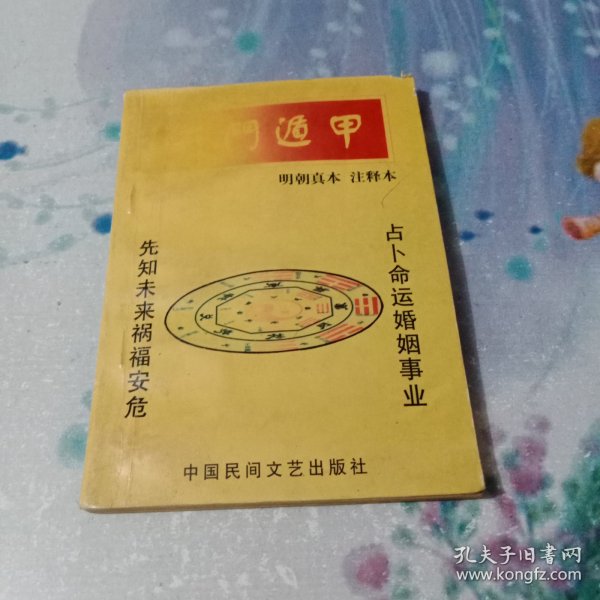 門遁甲
明朝真本 注释本
占卜命运婚姻事业
先知未来祸福安危
中国民间文艺出版社
孔夫子旧书网
www.kongfz.com